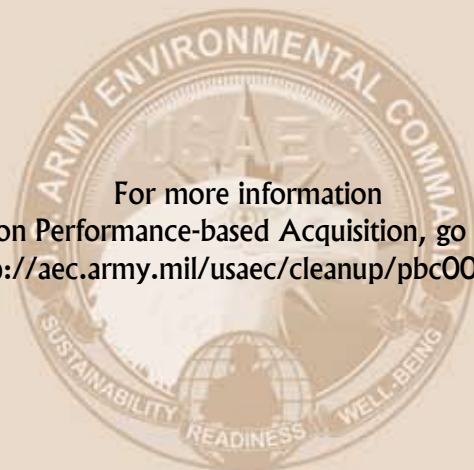 U.S. ARMY ENVIRONMENTAL COMMAND
USAEC
For more information
on Performance-based Acquisition, go
://aec.army.mil/usaec/cleanup/pbc00
SUSTAINABILITY
READINESS
WELL-BEING